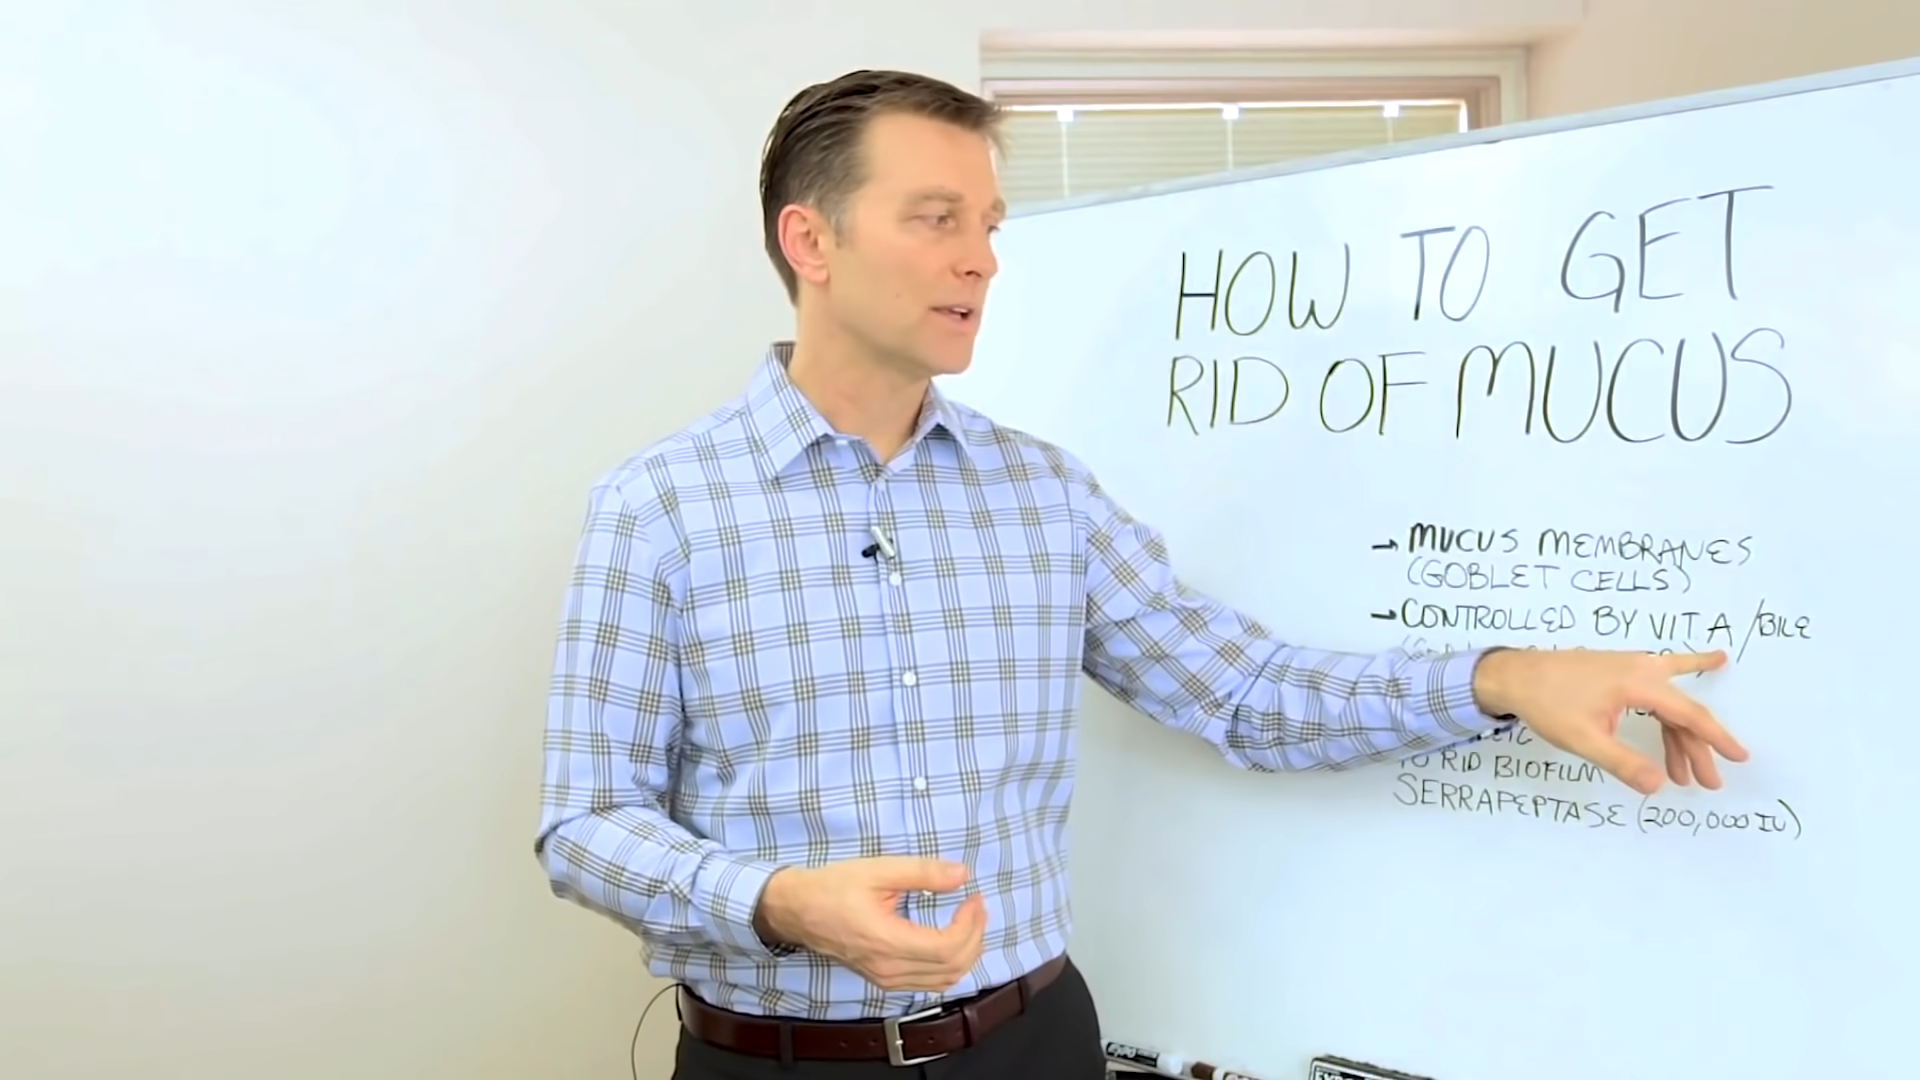 HOW TO GET
RID OF MUCUS
→ MUCUS MEMBRANES
(GOBLET CELLS)
→ CONTROLLED BY VIT A/BILE
TO RID BIOFILM
SERRAPEPTASE (200,000 IU)
EXPO